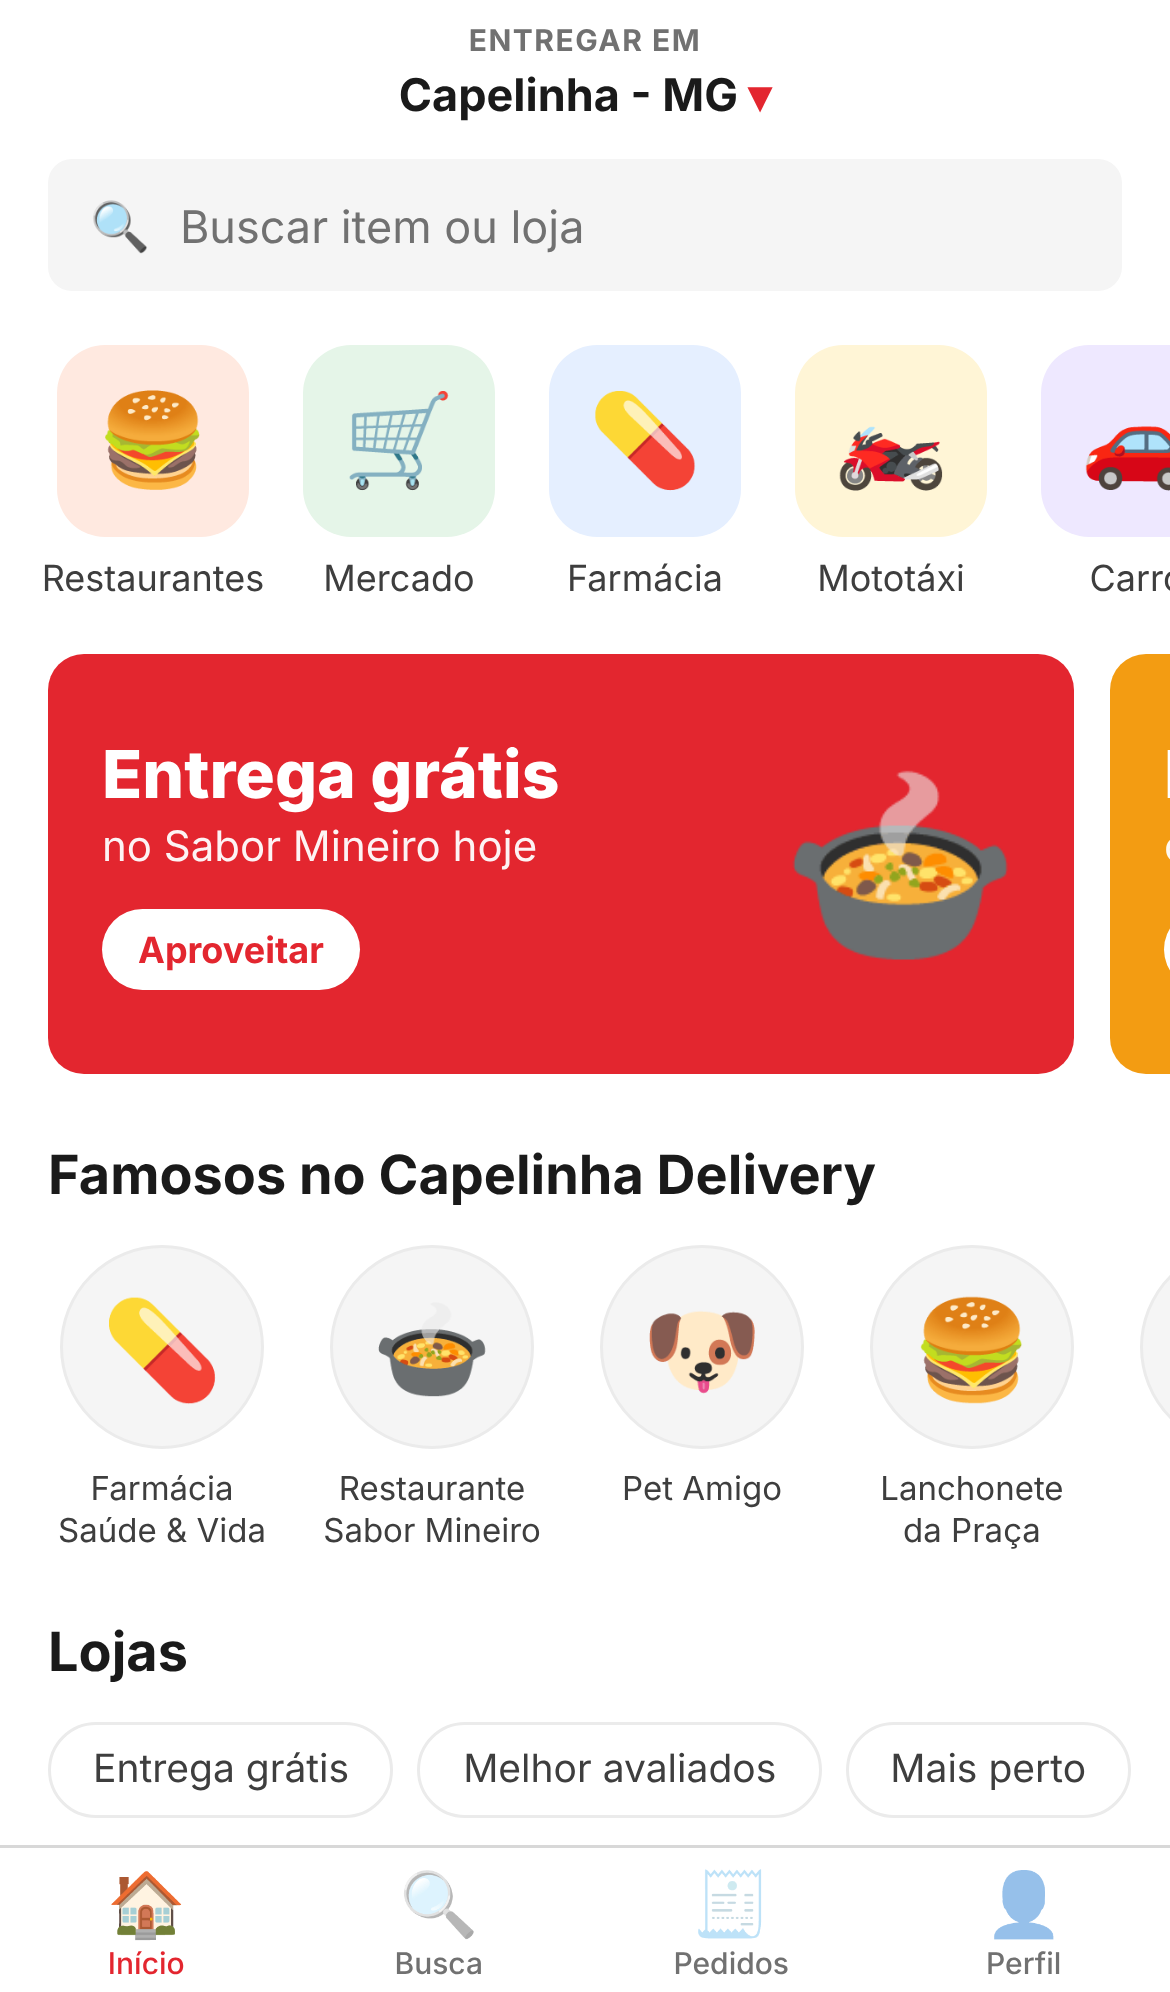 ENTREGAR EM
Capelinha - MG
Buscar item ou loja
Restaurantes
Mercado
Farmácia
Mototáxi
Entrega grátis
no Sabor Mineiro hoje
Aproveitar
Famosos no Capelinha Delivery
Farmácia
Saúde & Vida
Restaurante
Sabor Mineiro
Pet Amigo
Lanchonete
da Praça
Lojas
Entrega grátis
Melhor avaliados
Mais perto
Início
Busca
Pedidos
Perfil